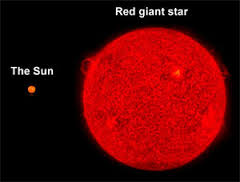 Red giant star
The Sun